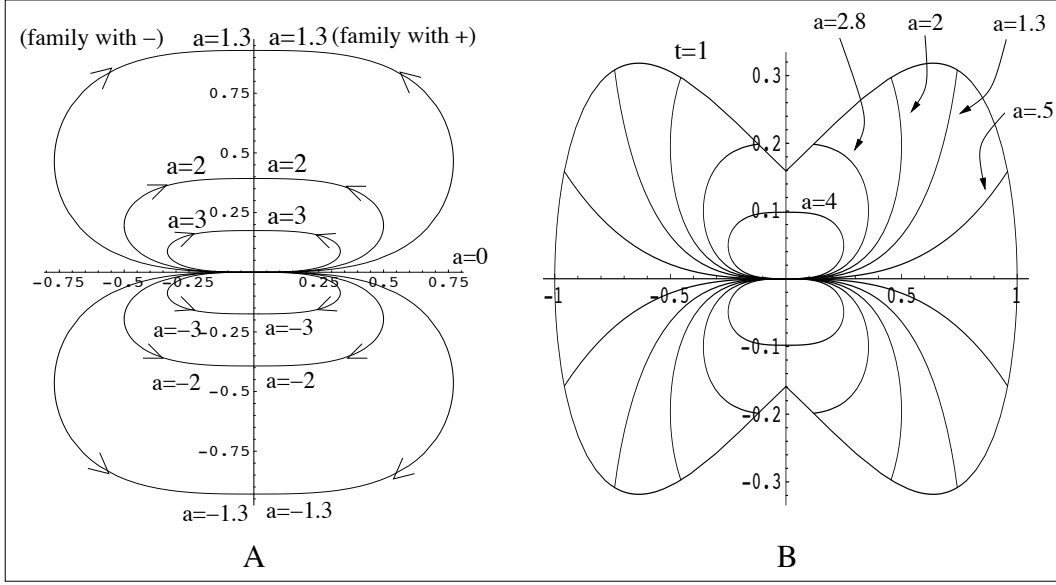 (family with −) a=1.3 a=1.3 (family with +)
0.75
0.5
a=2 a=2
a=3 0.25 a=3
a=0
−0.75 −0.5 −0.25 0.25 0.5 0.75
a=−3 −0.25 a=−3
a=−2 −0.5 a=−2
−0.75
a=−1.3 a=−1.3
A
a=2.8 a=2 a=1.3
t=1
0.3
a=.5
0.2
0.1 a=4
-1 -0.5 0.5 1
-0.1
-0.2
-0.3
B